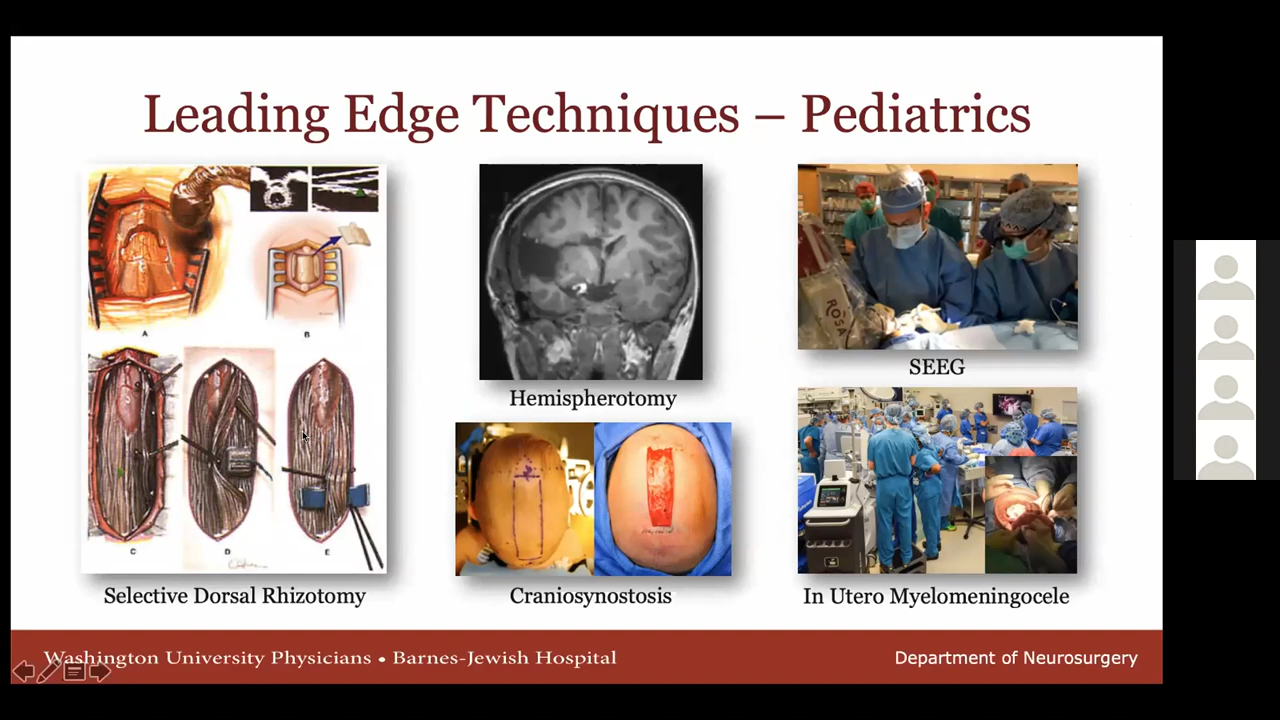 Leading Edge Techniques – Pediatrics
A
B
C
D
E
Selective Dorsal Rhizotomy
Hemispherotomy
Craniosynostosis
ROSA
SEEG
In Utero Myelomeningocele
Washington University Physicians • Barnes-Jewish Hospital
Department of Neurosurgery